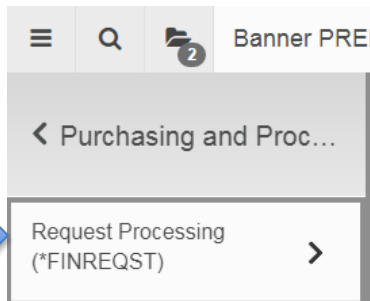 2
Banner PRE
Purchasing and Proc...
Request Processing
(*FINREQST)